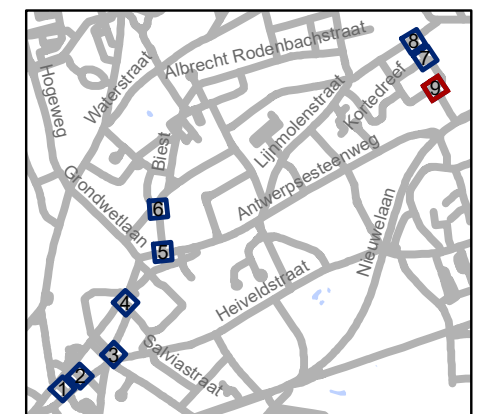 8
Albrecht Rodenbachstraat
7
Hogeweg
Waterstraat
9
Kortedreef
Lijnmolenstraat
Biest
Antwerpsesteenweg
Grondwetlaan
6
Nieuwelaan
5
Heiveldstraat
4
3
Salviastraat
2
1